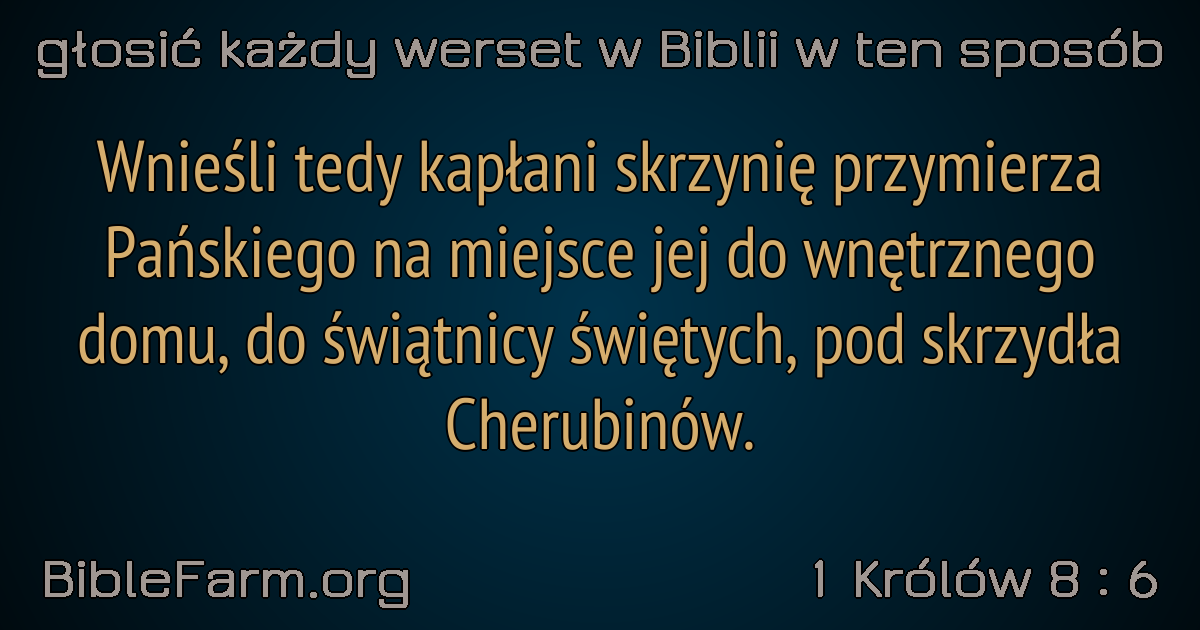 głosić każdy werset w Biblii w ten sposób
Wnieśli tedy kapłani skrzynię przymierza
Pańskiego na miejsce jej do wnętrznego
domu, do świątnicy świętych, pod skrzydła
Cherubinów.
BibleFarm.org
1 Królów 8 : 6